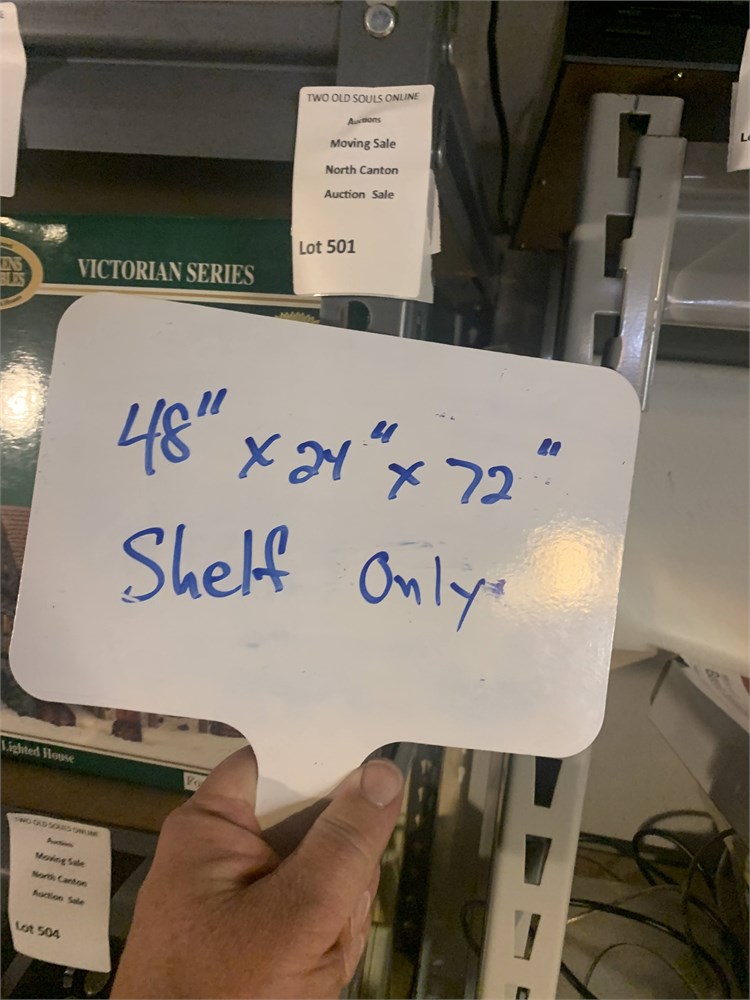 TWO OLD SOULS ONLINE
Auctions
Moving Sale
North Canton
Auction Sale
Lot 501
VICTORIAN SERIES
48" x 24" x 72"
Shelf Only
Lighted House
TWO OLD SOULS ONLINE
Auctions
Moving Sale
North Canton
Auction Sale
Lot 504